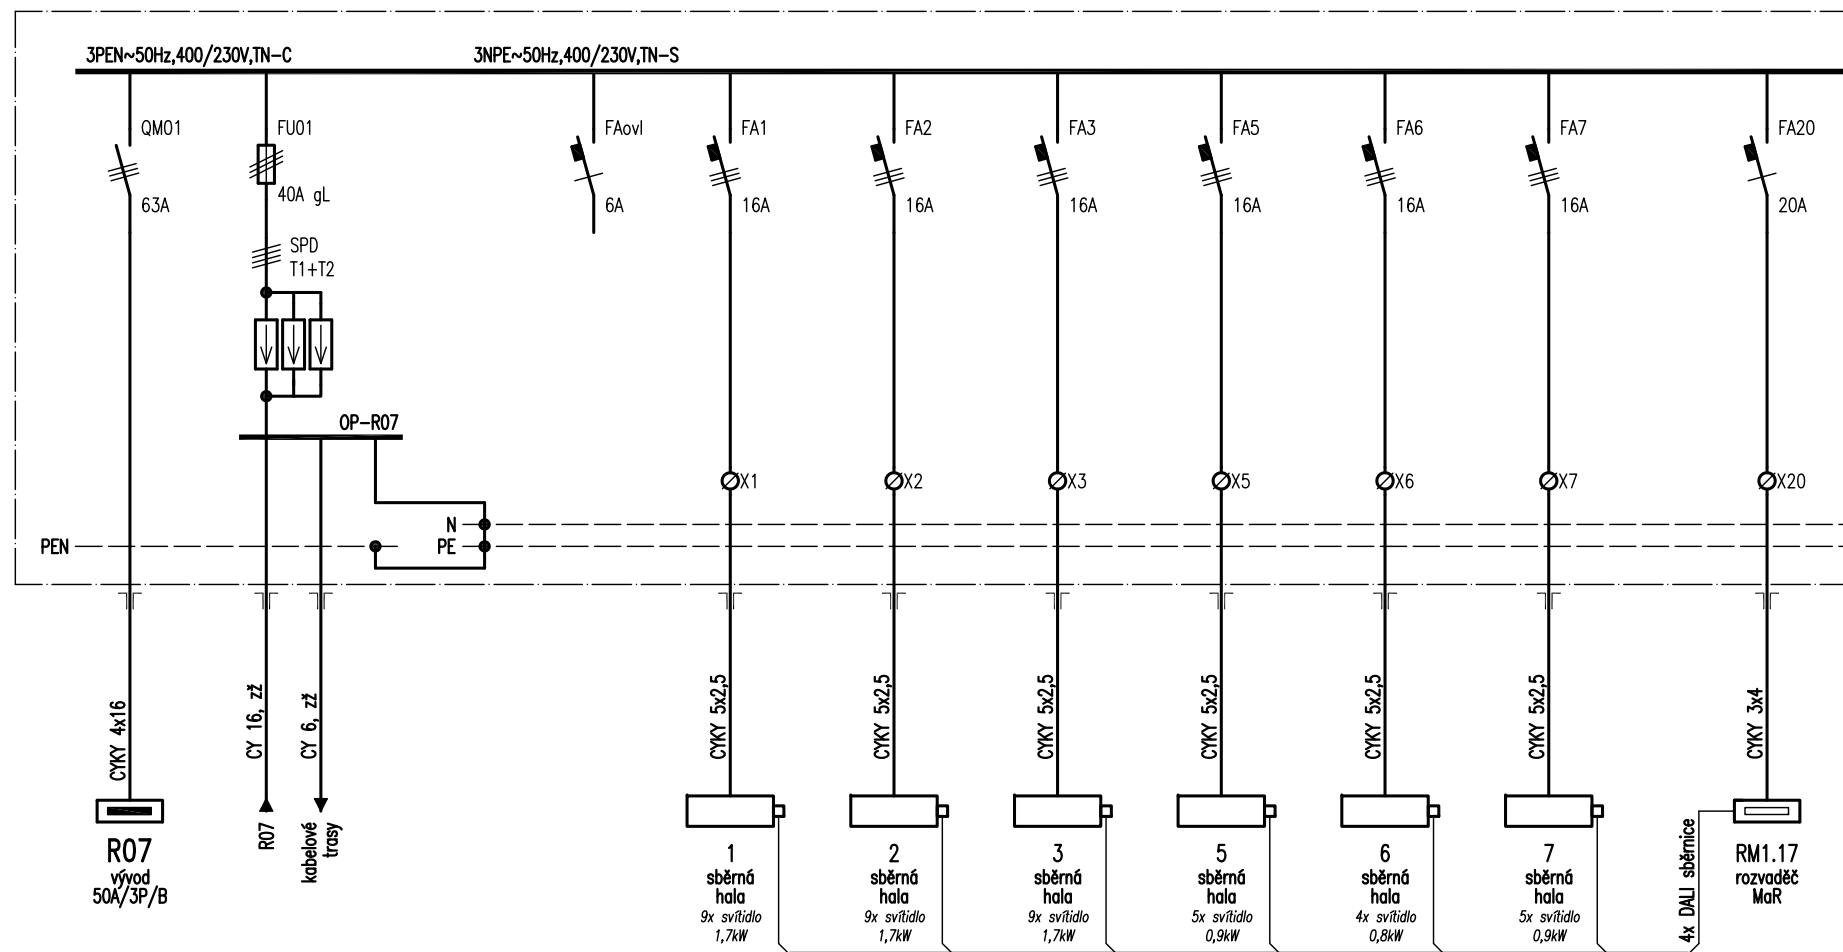 3PEN~50Hz,400/230V,TN-C
3NPE~50Hz,400/230V,TN-S
QM01
63A
FU01
40A gL
SPD
T1+T2
FAovl
6A
FA1
16A
FA2
16A
FA3
16A
FA5
16A
FA6
16A
FA7
16A
FA20
20A
OP-R07
X1
X2
X3
X5
X6
X7
X20
N
PEN
PE
CYKY 4x16
CY 16, zž
CY 6, zž
CYKY 5x2,5
CYKY 5x2,5
CYKY 5x2,5
CYKY 5x2,5
CYKY 5x2,5
CYKY 5x2,5
CYKY 3x4
R07
vývod
50A/3P/B
R07
kabelové
trasy
1
sběrná
hala
9x svítidlo
1,7kW
2
sběrná
hala
9x svítidlo
1,7kW
3
sběrná
hala
9x svítidlo
1,7kW
5
sběrná
hala
5x svítidlo
0,9kW
6
sběrná
hala
4x svítidlo
0,8kW
7
sběrná
hala
5x svítidlo
0,9kW
4x DALI sběrnice
RM1.17
rozvaděč
MaR